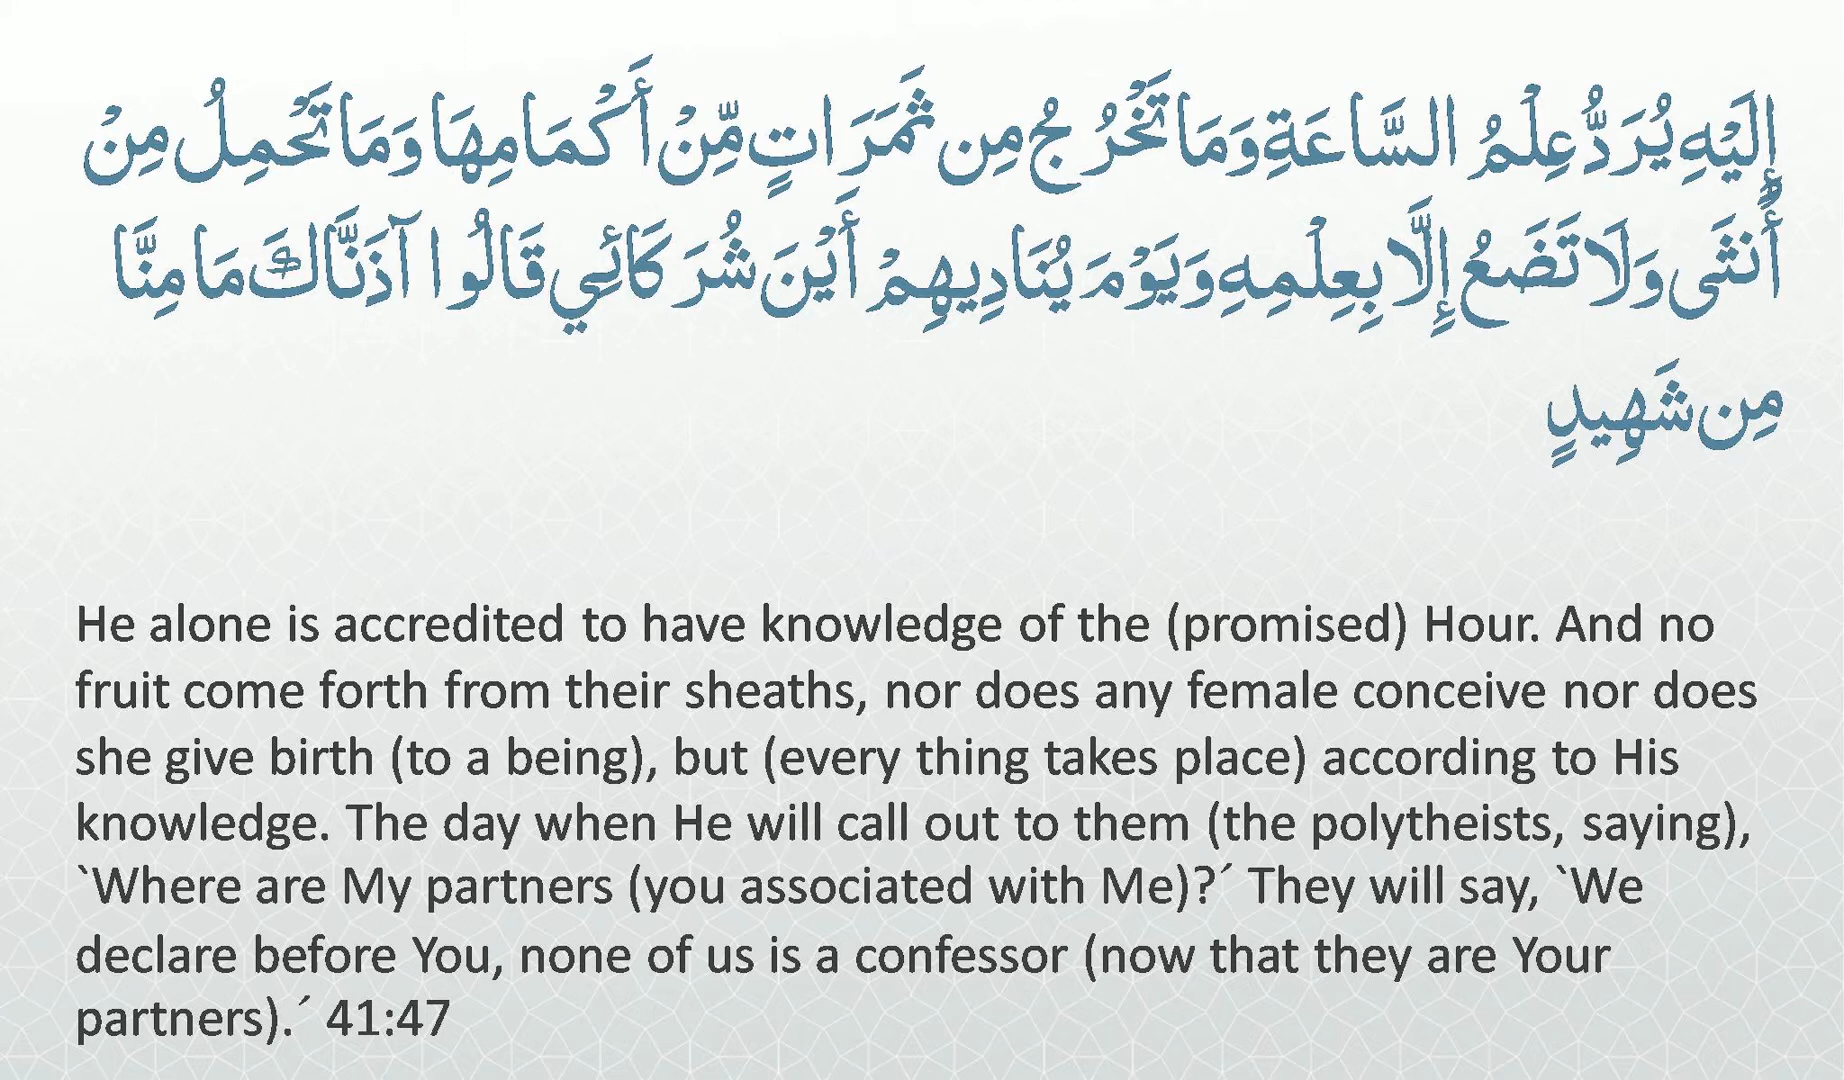 إِلَيْهِ يُرَدُّ عِلْمُ السَّاعَةِ وَمَا تَخْرُجُ مِن ثَمَرَاتٍ مِّنْ أَكْمَامِهَا وَمَا تَحْمِلُ مِنْ
أُنثَى وَلَا تَضَعُ إِلَّا بِعِلْمِهِ وَيَوْمَ يُنَادِيهِمْ أَيْنَ شُرَكَائِي قَالُوا آذَنَّاكَ مَا مِنَّا
مِن شَهِيدٍ
He alone is accredited to have knowledge of the (promised) Hour. And no
fruit come forth from their sheaths, nor does any female conceive nor does
she give birth (to a being), but (every thing takes place) according to His
knowledge. The day when He will call out to them (the polytheists, saying),
`Where are My partners (you associated with Me)?´ They will say, `We
declare before You, none of us is a confessor (now that they are Your
partners).´ 41:47